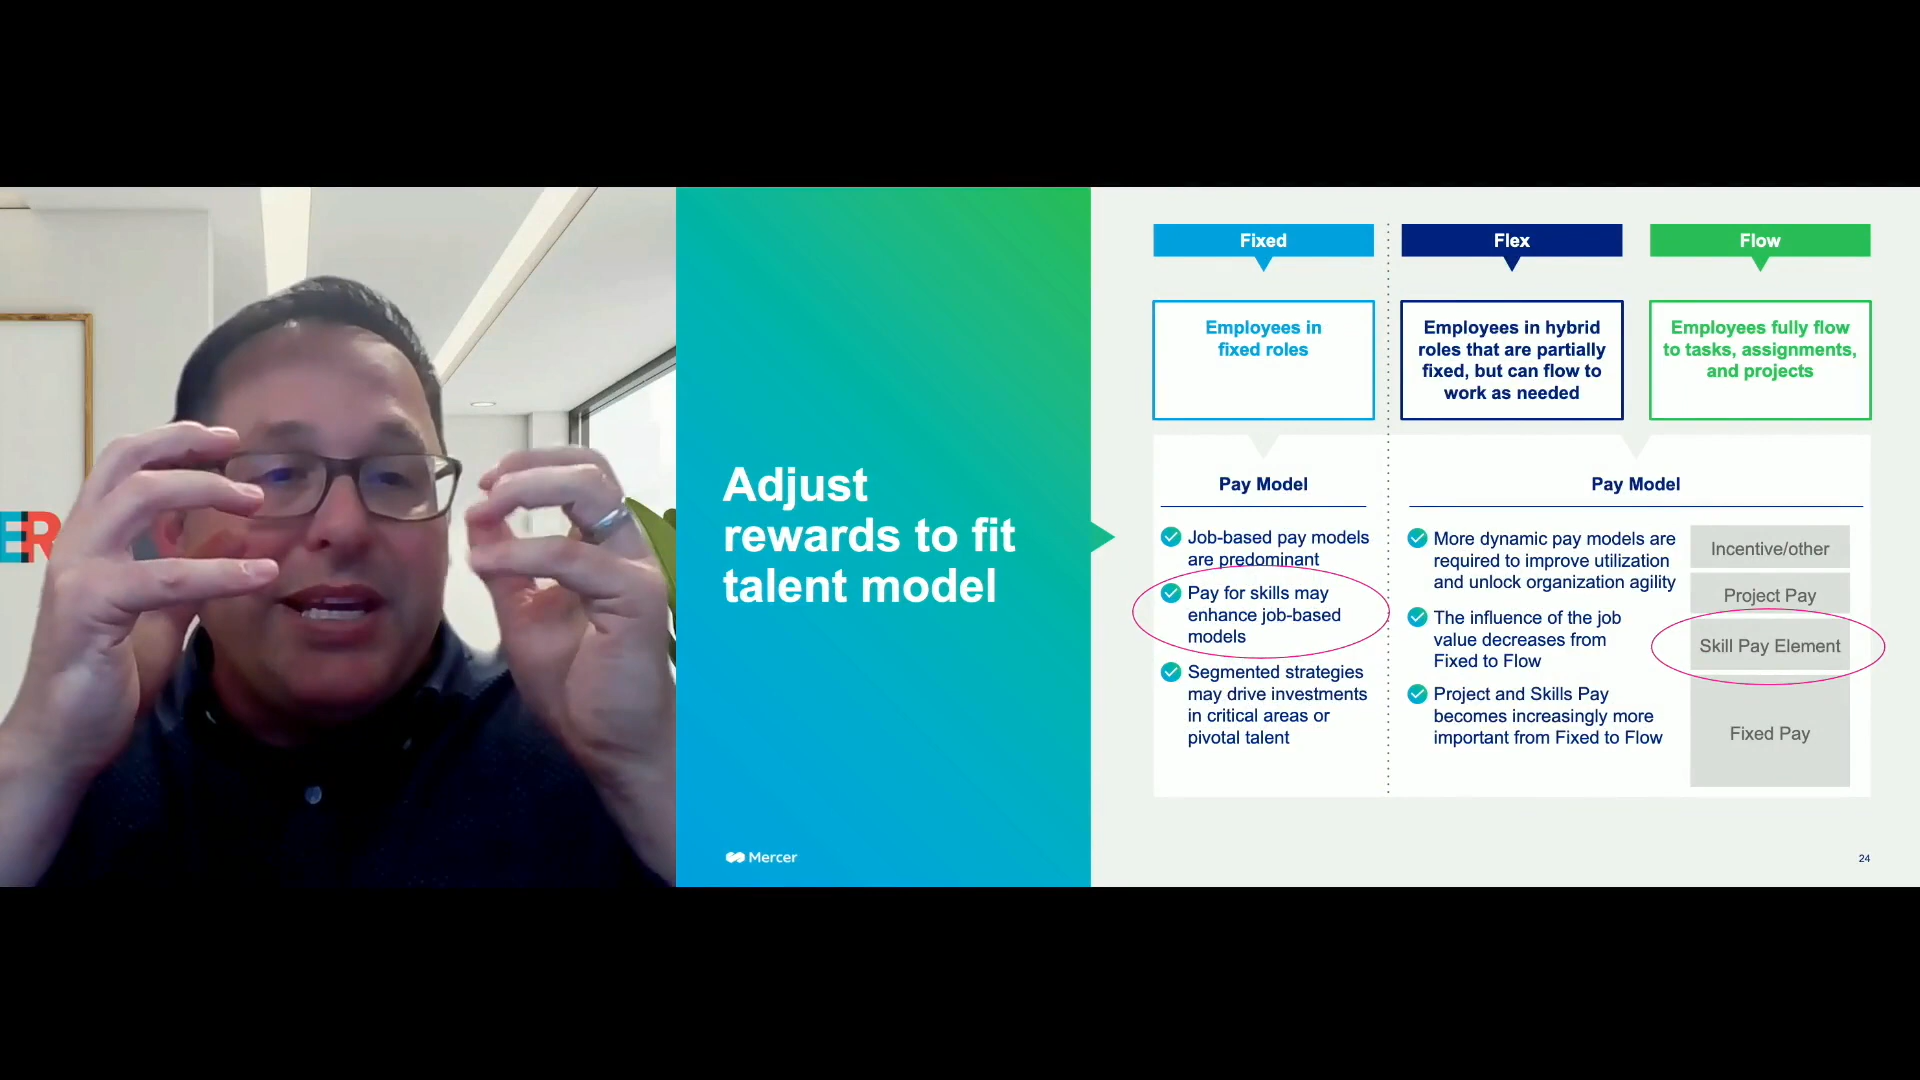 ER
Adjust
rewards to fit
talent model
Mercer
Fixed
Flex
Flow
Employees in
fixed roles
Employees in hybrid
roles that are partially
fixed, but can flow to
work as needed
Employees fully flow
to tasks, assignments,
and projects
Pay Model
Job-based pay models
are predominant
Pay for skills may
enhance job-based
models
Segmented strategies
may drive investments
in critical areas or
pivotal talent
Pay Model
More dynamic pay models are
required to improve utilization
and unlock organization agility
The influence of the job
value decreases from
Fixed to Flow
Project and Skills Pay
becomes increasingly more
important from Fixed to Flow
Incentive/other
Project Pay
Skill Pay Element
Fixed Pay
24